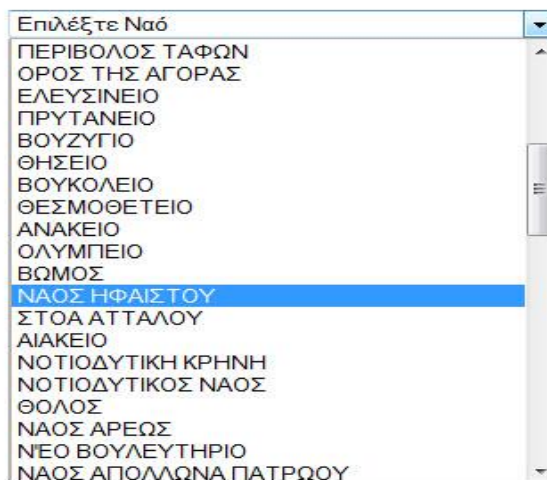 Επιλέξτε Ναό
ΠΕΡΙΒΟΛΟΣ ΤΑΦΩΝ
ΟΡΟΣ ΤΗΣ ΑΓΟΡΑΣ
ΕΛΕΥΣΙΝΕΙΟ
ΠΡΥΤΑΝΕΙΟ
ΒΟΥΖΥΓΙΟ
ΘΗΣΕΙΟ
ΒΟΥΚΟΛΕΙΟ
ΘΕΣΜΟΘΕΤΕΙΟ
ΑΝΑΚΕΙΟ
ΟΛΥΜΠΕΙΟ
ΒΩΜΟΣ
ΝΑΟΣ ΗΦΑΙΣΤΟΥ
ΣΤΟΑ ΑΤΤΑΛΟΥ
ΑΙΑΚΕΙΟ
ΝΟΤΙΟΔΥΤΙΚΗ ΚΡΗΝΗ
ΝΟΤΙΟΔΥΤΙΚΟΣ ΝΑΟΣ
ΘΟΛΟΣ
ΝΑΟΣ ΑΡΕΩΣ
ΝΈΟ ΒΟΥΛΕΥΤΗΡΙΟ
ΝΑΟΣ ΑΠΟΛΛΩΝΑ ΠΑΤΡΩΟΥ